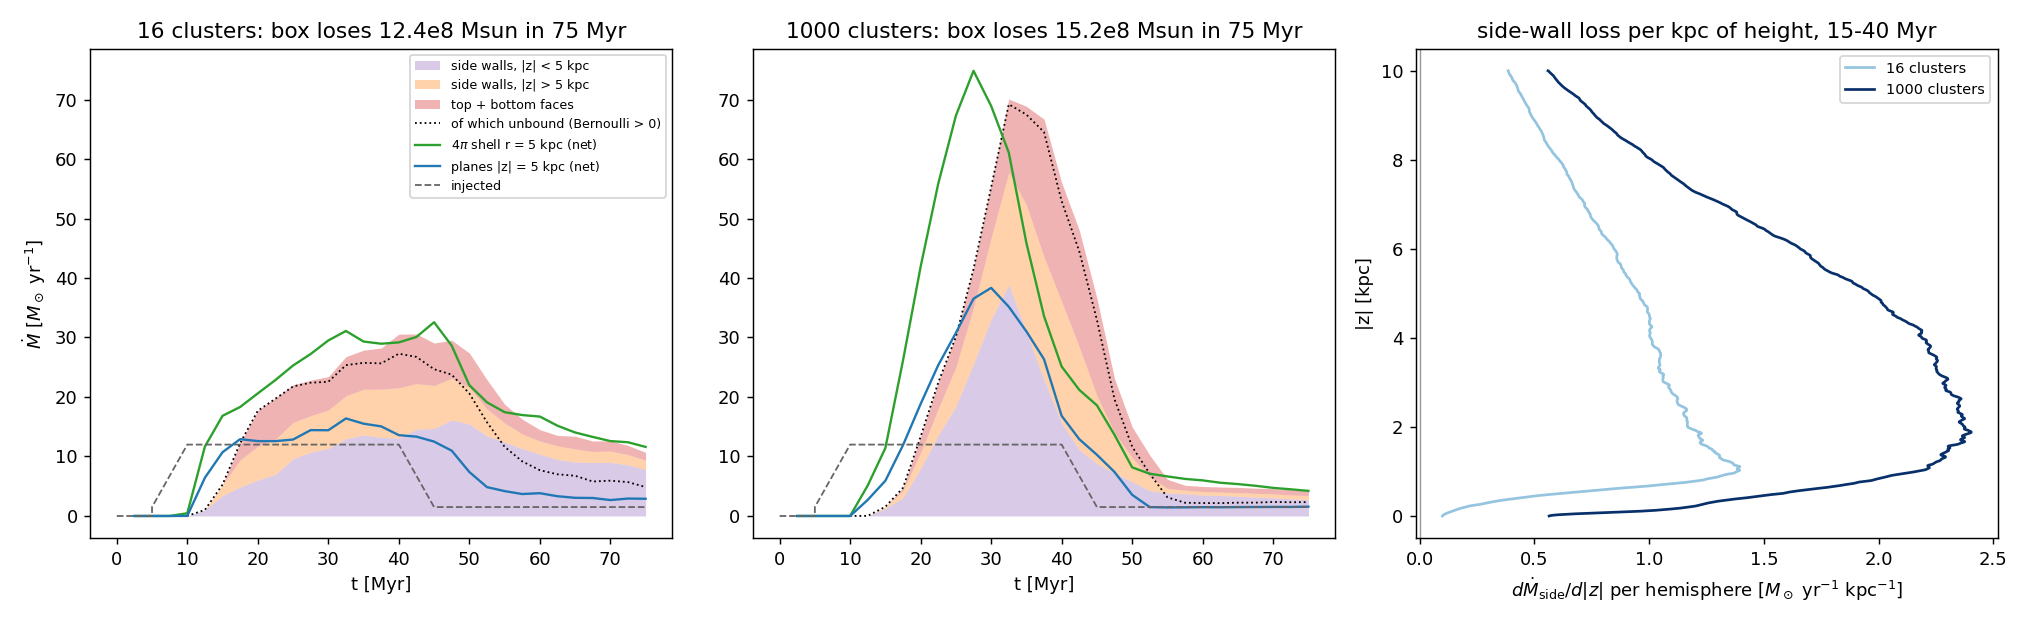 16 clusters: box loses 12.4e8 Msun in 75 Myr
side walls, |z| < 5 kpc
side walls, |z| > 5 kpc
top + bottom faces
of which unbound (Bernoulli > 0)
4π shell r = 5 kpc (net)
planes |z| = 5 kpc (net)
injected
Ṁ [M⊙ yr⁻¹]
70
60
50
40
30
20
10
0
0 10 20 30 40 50 60 70
t [Myr]
1000 clusters: box loses 15.2e8 Msun in 75 Myr
70
60
50
40
30
20
10
0
0 10 20 30 40 50 60 70
t [Myr]
side-wall loss per kpc of height, 15-40 Myr
16 clusters
1000 clusters
|z| [kpc]
10
8
6
4
2
0
0.0 0.5 1.0 1.5 2.0 2.5
dṀside/d|z| per hemisphere [M⊙ yr⁻¹ kpc⁻¹]